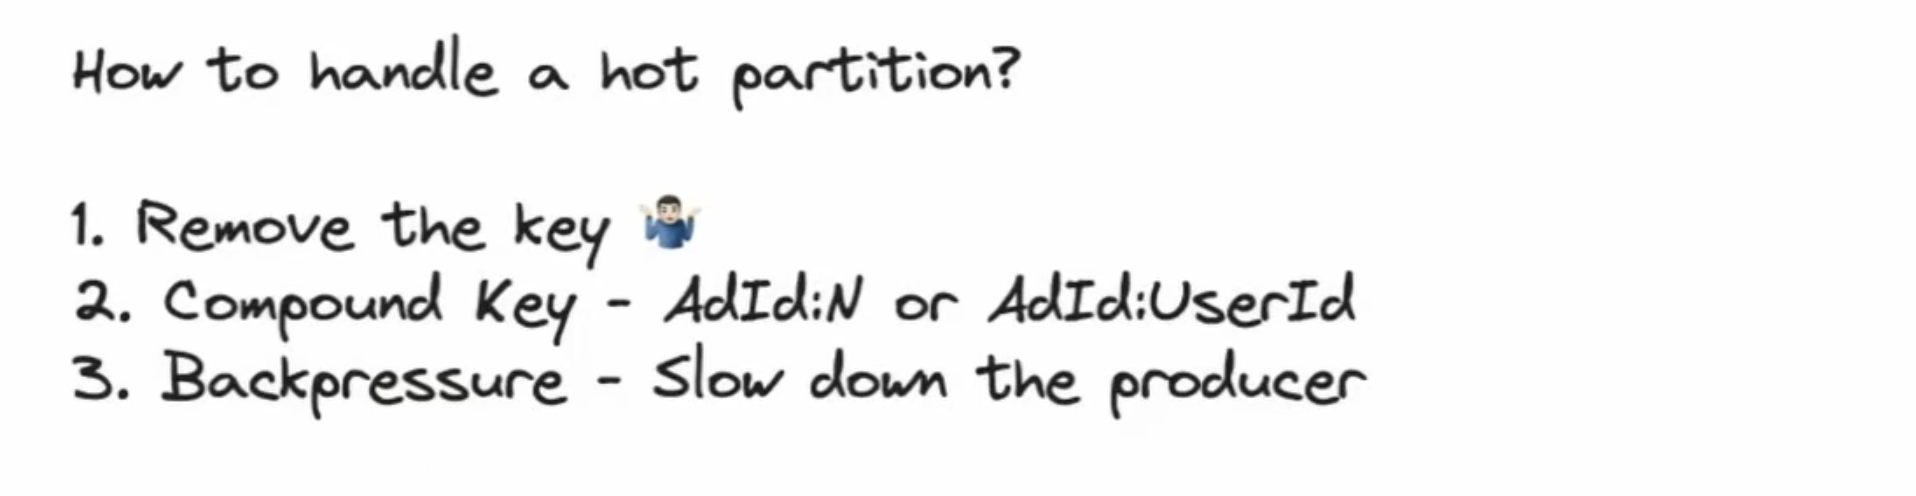 How to handle a hot partition?
1. Remove the key 🤷🏻‍♂️
2. Compound Key - AdId:N or AdId:UserId
3. Backpressure - Slow down the producer